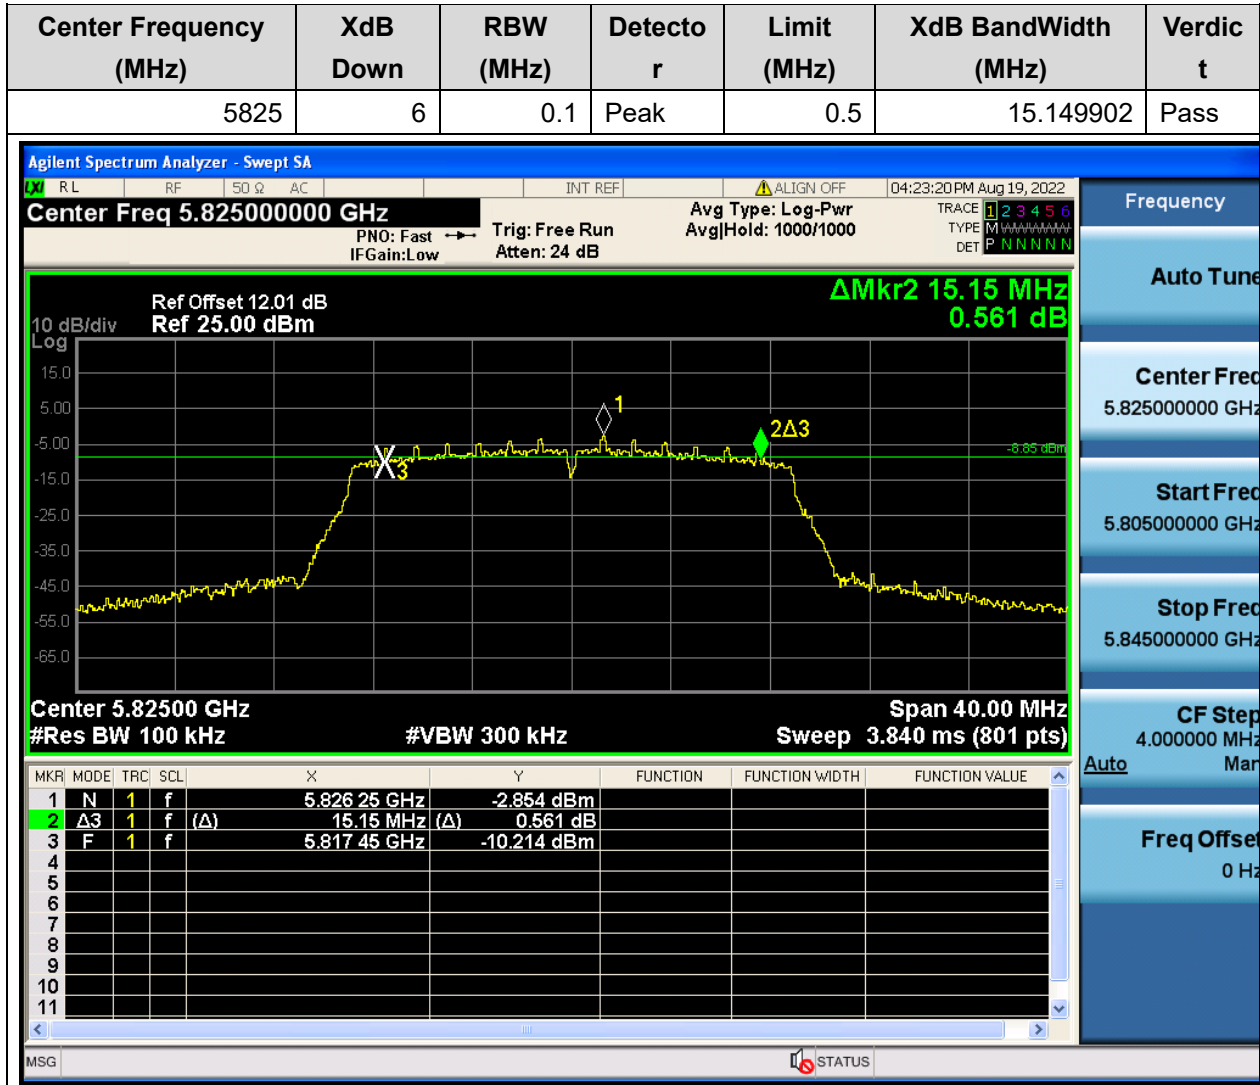 Center Frequency (MHz) XdB Down RBW (MHz) Detecto r Limit (MHz) XdB BandWidth (MHz) Verdic t
5825 6 0.1 Peak 0.5 15.149902 Pass
Agilent Spectrum Analyzer - Swept SA
LXI RL RF 50 Ω AC INT REF ALIGN OFF 04:23:20 PM Aug 19, 2022
Center Freq 5.825000000 GHz
PNO: Fast
IFGain:Low
Trig: Free Run
Atten: 24 dB
Avg Type: Log-Pwr
Avg|Hold: 1000/1000
TRACE 1 2 3 4 5 6
TYPE M
DET P N N N N N
ΔMkr2 15.15 MHz
0.561 dB
Ref Offset 12.01 dB
10 dB/div Ref 25.00 dBm
Log
15.0
5.00
-5.00
-15.0
-25.0
-35.0
-45.0
-55.0
-65.0
1
2Δ3
3
-8.85 dBm
Center 5.82500 GHz Span 40.00 MHz
#Res BW 100 kHz #VBW 300 kHz Sweep 3.840 ms (801 pts)
MKR MODE TRC SCL X Y FUNCTION FUNCTION WIDTH FUNCTION VALUE
1 N 1 f 5.826 25 GHz -2.854 dBm
2 Δ3 1 f (Δ) 15.15 MHz (Δ) 0.561 dB
3 F 1 f 5.817 45 GHz -10.214 dBm
4
5
6
7
8
9
10
11
MSG STATUS
Frequency
Auto Tune
Center Freq
5.825000000 GHz
Start Freq
5.805000000 GHz
Stop Freq
5.845000000 GHz
CF Step
4.000000 MHz
Auto Man
Freq Offset
0 Hz